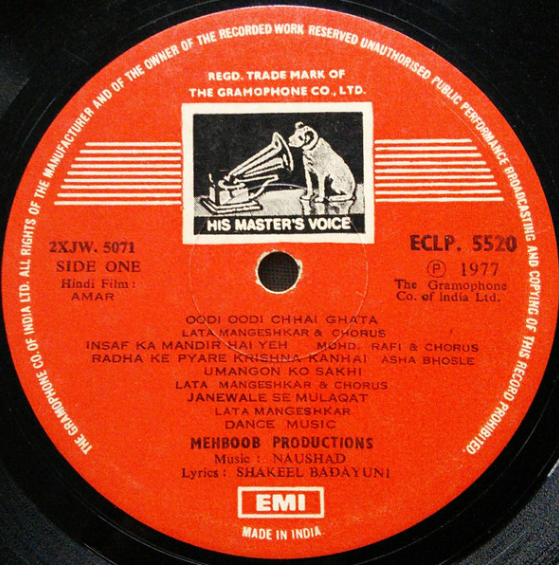 THE GRAMOPHONE CO. OF INDIA LTD. ALL RIGHTS OF THE MANUFACTURER AND OF THE OWNER OF THE RECORDED WORK RESERVED UNAUTHORISED PUBLIC PERFORMANCE BROADCASTING AND COPYING OF THIS RECORD PROHIBITED.
REGD. TRADE MARK OF
THE GRAMOPHONE CO., LTD.
HIS MASTER'S VOICE
2XJW. 5071
SIDE ONE
Hindi Film :
AMAR
ECLP. 5520
Ⓟ 1977
The Gramophone
Co. of India Ltd.
OODI OODI CHHAI GHATA
LATA MANGESHKAR & CHORUS
INSAF KA MANDIR HAI YEH MOHD. RAFI & CHORUS
RADHA KE PYARE KRISHNA KANHAI ASHA BHOSLE
UMANGON KO SAKHI
LATA MANGESHKAR & CHORUS
JANEWALE SE MULAQAT
LATA MANGESHKAR
DANCE MUSIC
MEHBOOB PRODUCTIONS
Music : NAUSHAD
Lyrics : SHAKEEL BADAYUNI
EMI
MADE IN INDIA.